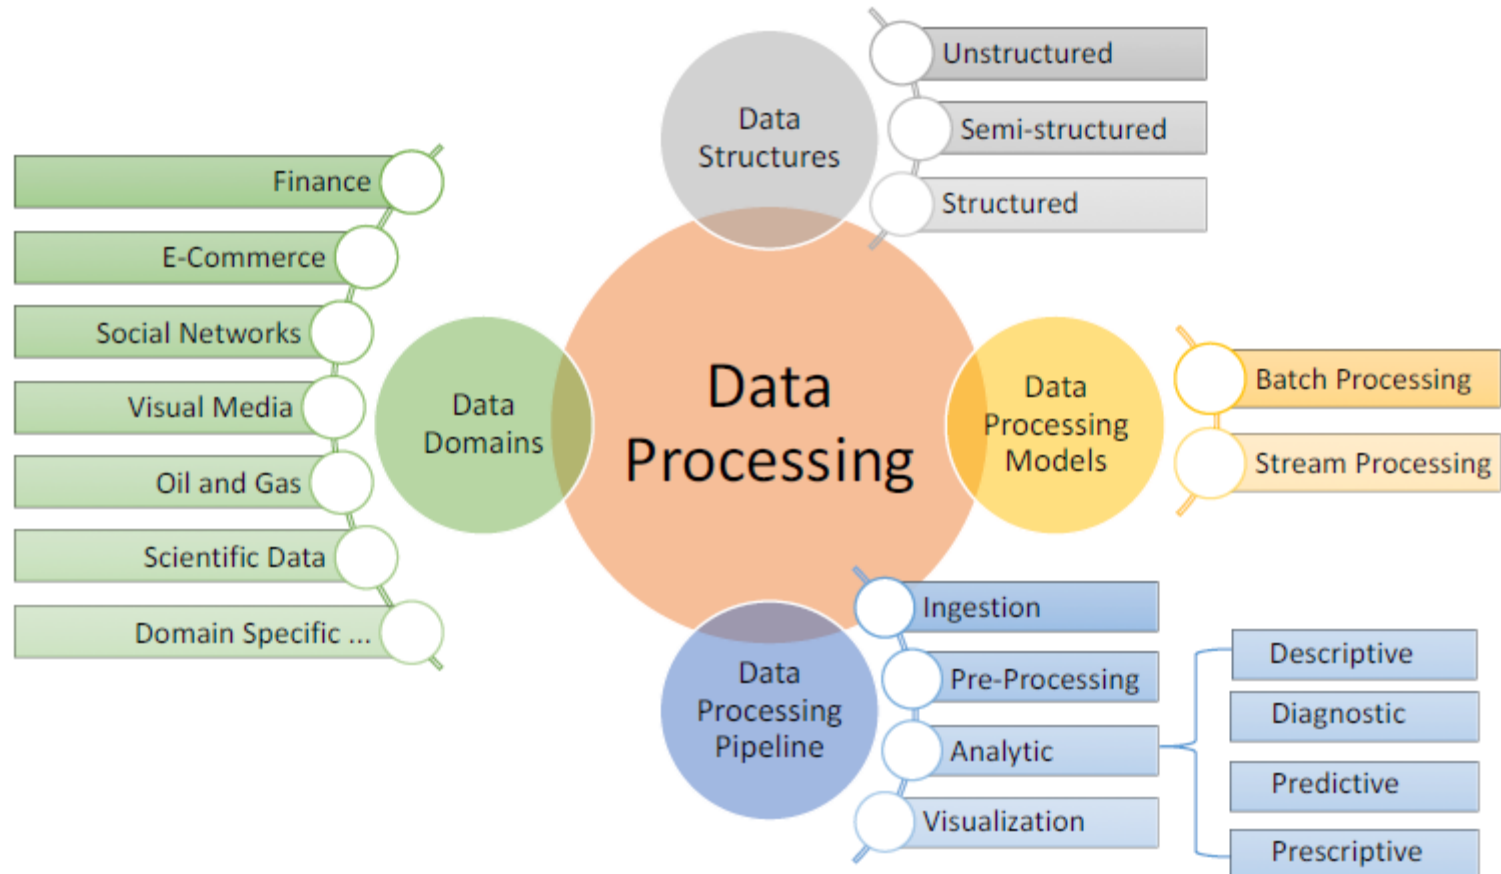 Data
Structures
Unstructured
Semi-structured
Structured
Finance
E-Commerce
Social Networks
Visual Media
Oil and Gas
Scientific Data
Domain Specific ...
Data
Domains
Data
Processing
Data
Processing
Models
Batch Processing
Stream Processing
Data
Processing
Pipeline
Ingestion
Pre-Processing
Analytic
Visualization
Descriptive
Diagnostic
Predictive
Prescriptive